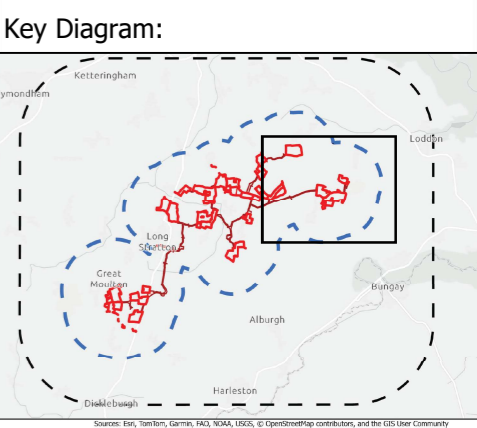 Key Diagram:
Ketteringham
ymondham
Loddon
Long
Stratton
Great
Moulton
Bungay
Alburgh
Harleston
Dickleburgh
Sources: Esri, TomTom, Garmin, FAO, NOAA, USGS, © OpenStreetMap contributors, and the GIS User Community